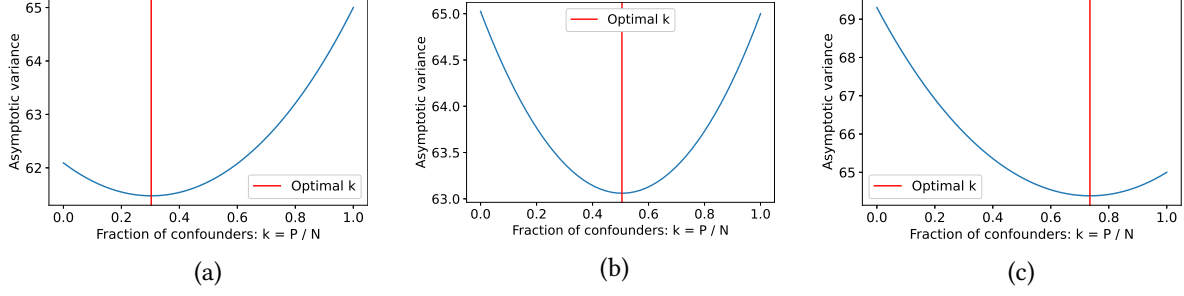 65
64
63
62
Asymptotic variance
Optimal k
0.0 0.2 0.4 0.6 0.8 1.0
Fraction of confounders: k = P / N
(a)
65.0
64.5
64.0
63.5
63.0
Asymptotic variance
Optimal k
0.0 0.2 0.4 0.6 0.8 1.0
Fraction of confounders: k = P / N
(b)
69
68
67
66
65
Asymptotic variance
Optimal k
0.0 0.2 0.4 0.6 0.8 1.0
Fraction of confounders: k = P / N
(c)